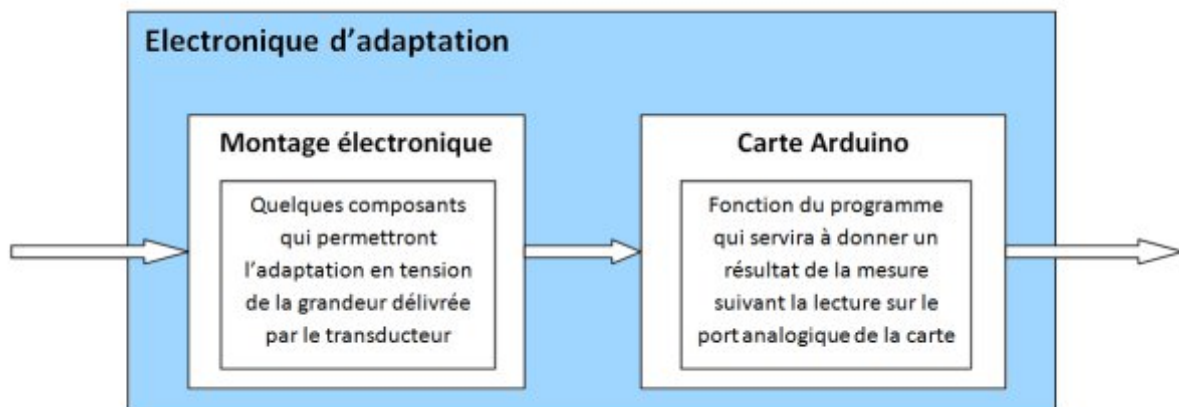 Electronique d’adaptation
Montage électronique
Quelques composants
qui permettront
l’adaptation en tension
de la grandeur délivrée
par le transducteur
Carte Arduino
Fonction du programme
qui servira à donner un
résultat de la mesure
suivant la lecture sur le
port analogique de la carte